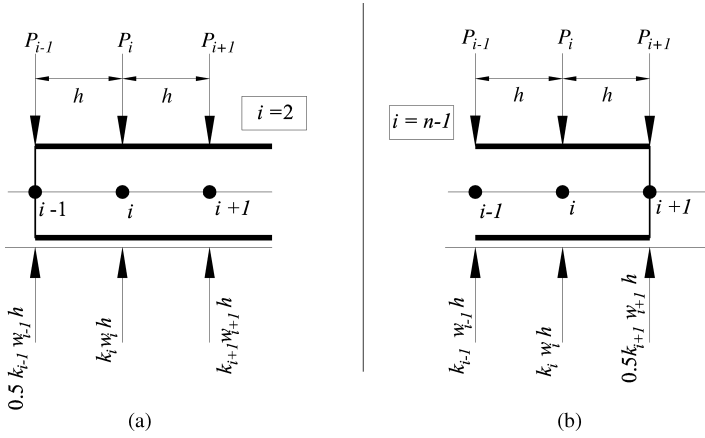 P_{i-1} P_i P_{i+1}
h h
i =2
i -1 i i +1
0.5 k_{i-1} w_{i-1} h
k_i w_i h
k_{i+1} w_{i+1} h
(a)
P_{i-1} P_i P_{i+1}
h h
i = n-1
i-1 i i +1
k_{i-1} w_{i-1} h
k_i w_i h
0.5k_{i+1} w_{i+1} h
(b)